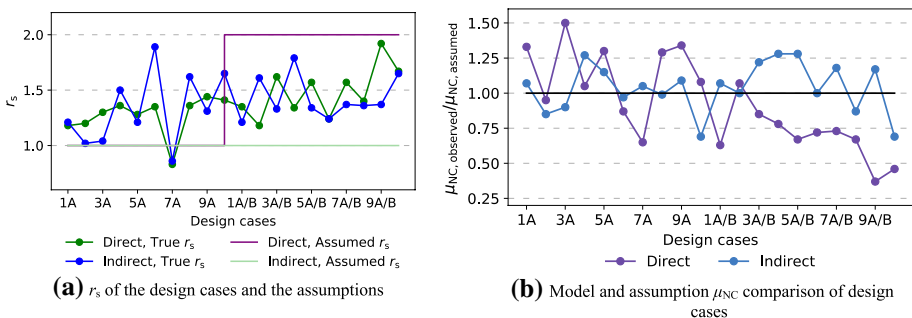 2.0
1.5
1.0
r_s
1A 3A 5A 7A 9A 1A/B 3A/B 5A/B 7A/B 9A/B
Design cases
Direct, True r_s Direct, Assumed r_s
Indirect, True r_s Indirect, Assumed r_s
(a) r_s of the design cases and the assumptions
1.50
1.25
1.00
0.75
0.50
0.25
μ_NC, observed/μ_NC, assumed
1A 3A 5A 7A 9A 1A/B 3A/B 5A/B 7A/B 9A/B
Design cases
Direct Indirect
(b) Model and assumption μ_NC comparison of design
cases